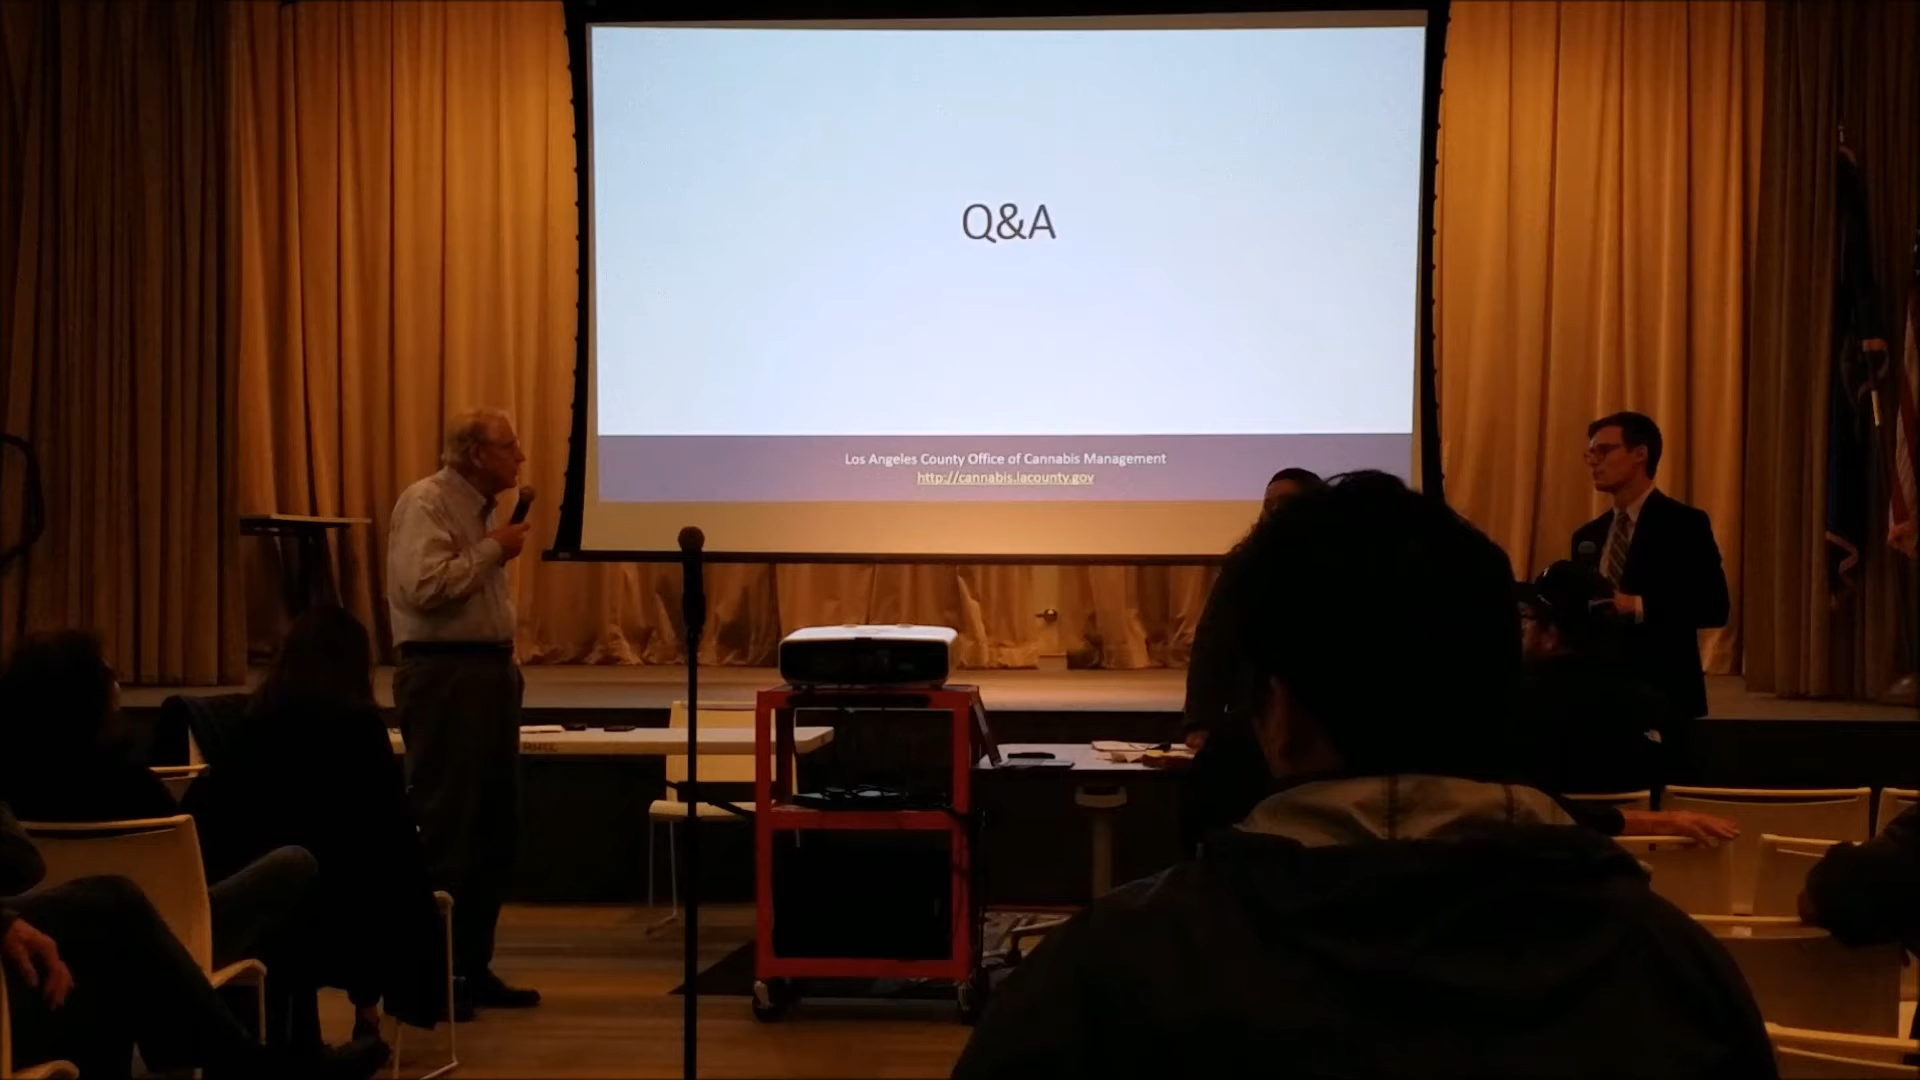 Q&A
Los Angeles County Office of Cannabis Management
http://cannabis.lacounty.gov